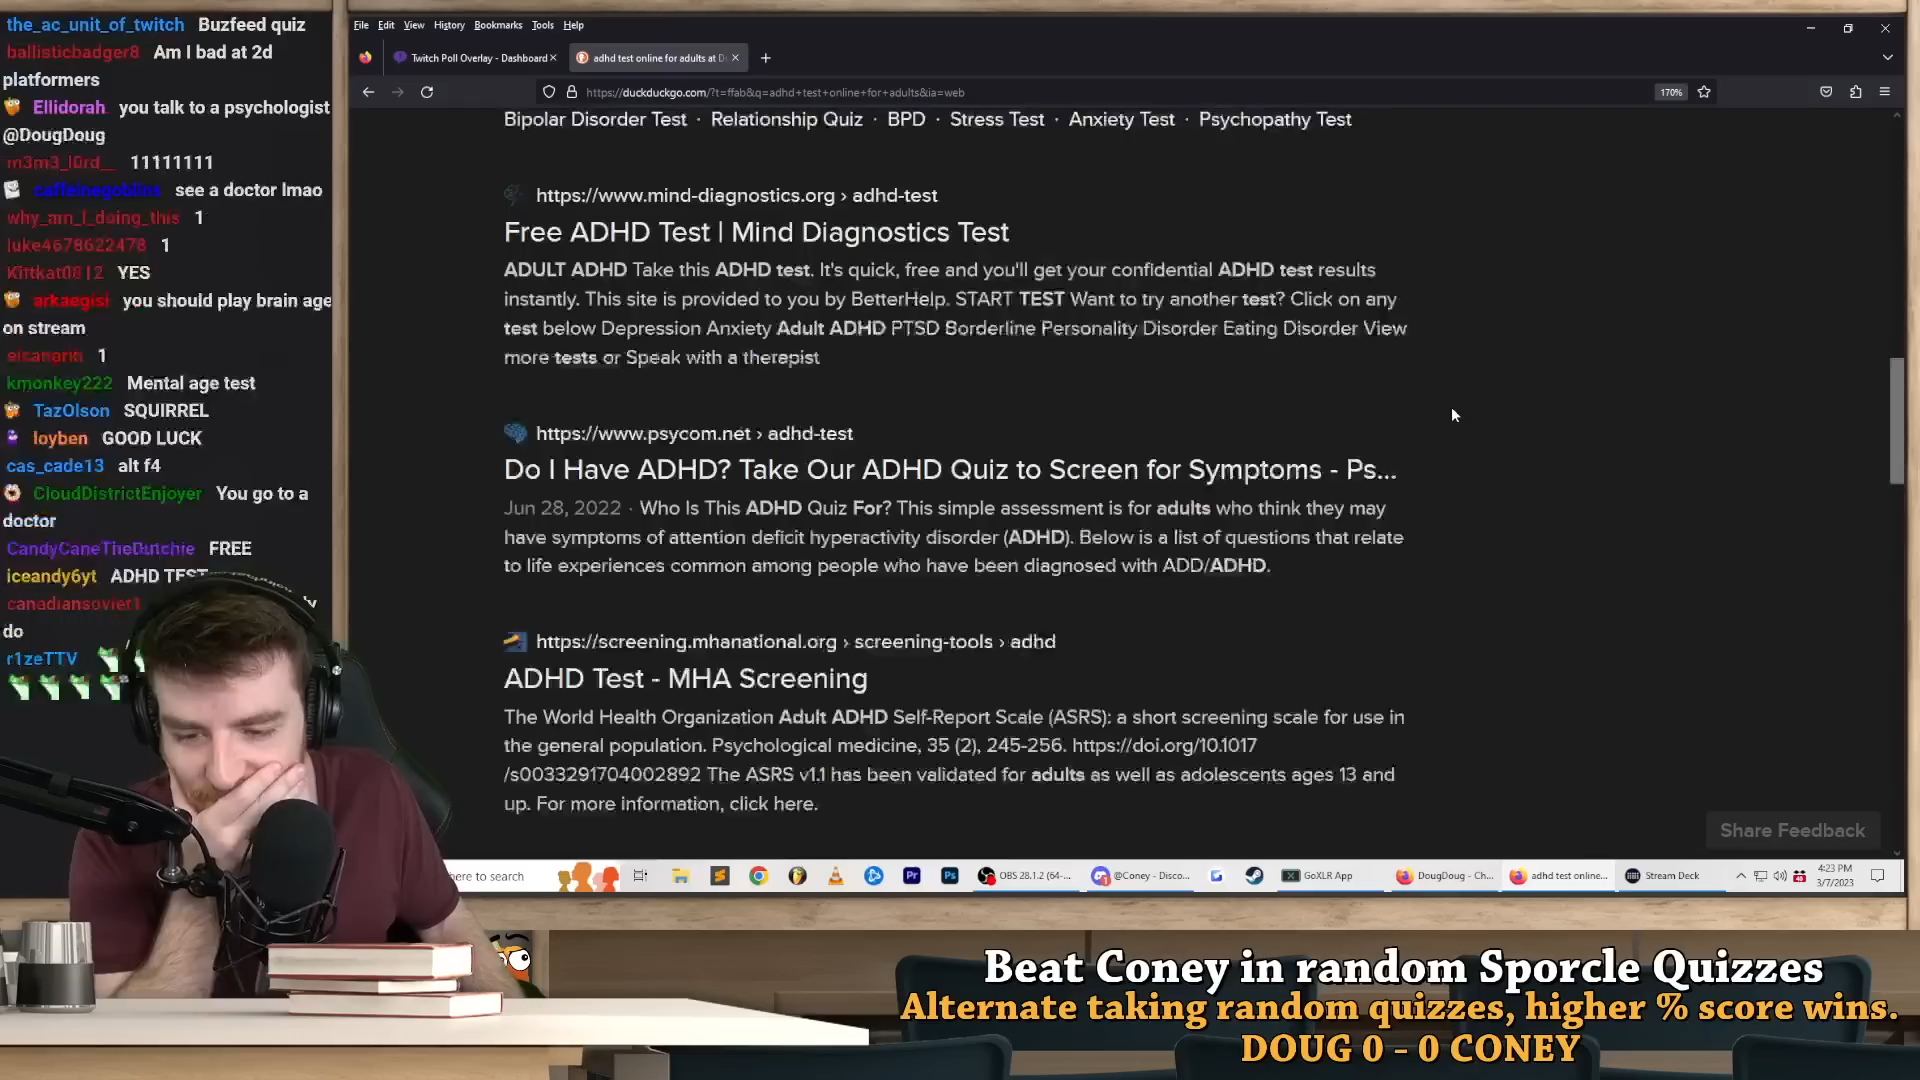 the_ac_unit_of_twitch Buzfeed quiz
ballisticbadger8 Am I bad at 2d
platformers
Ellidorah you talk to a psychologist
@DougDoug
m3m3_l0rd__ 11111111
caffeinegoblins see a doctor lmao
why_am_I_doing_this 1
luke4678622478 1
Kittkat0812 YES
arkaegisi you should play brain age
on stream
1
kmonkey222 Mental age test
TazOlson SQUIRREL
loyben GOOD LUCK
cas_cade13 alt f4
CloudDistrictEnjoyer You go to a
doctor
CandyCaneTheDutchie FREE
iceandy6yt ADHD TEST
canadiansovier1
do
r1zeTTV
File Edit View History Bookmarks Tools Help
Twitch Poll Overlay - Dashboard
adhd test online for adults at D
https://duckduckgo.com/?t=ffab&q=adhd+test+online+for+adults&ia=web
170%
Bipolar Disorder Test · Relationship Quiz · BPD · Stress Test · Anxiety Test · Psychopathy Test
https://www.mind-diagnostics.org › adhd-test
Free ADHD Test | Mind Diagnostics Test
ADULT ADHD Take this ADHD test. It's quick, free and you'll get your confidential ADHD test results
instantly. This site is provided to you by BetterHelp. START TEST Want to try another test? Click on any
test below Depression Anxiety Adult ADHD PTSD Borderline Personality Disorder Eating Disorder View
more tests or Speak with a therapist
https://www.psycom.net › adhd-test
Do I Have ADHD? Take Our ADHD Quiz to Screen for Symptoms - Ps...
Jun 28, 2022 · Who Is This ADHD Quiz For? This simple assessment is for adults who think they may
have symptoms of attention deficit hyperactivity disorder (ADHD). Below is a list of questions that relate
to life experiences common among people who have been diagnosed with ADD/ADHD.
https://screening.mhanational.org › screening-tools › adhd
ADHD Test - MHA Screening
The World Health Organization Adult ADHD Self-Report Scale (ASRS): a short screening scale for use in
the general population. Psychological medicine, 35 (2), 245-256. https://doi.org/10.1017
/s0033291704002892 The ASRS v1.1 has been validated for adults as well as adolescents ages 13 and
up. For more information, click here.
Share Feedback
here to search
Pr
Ps
OBS 28.1.2 (64-...
@Coney - Disco...
GoXLR App
DougDoug - Ch...
adhd test online...
Stream Deck
4:23 PM
3/7/2023
Beat Coney in random Sporcle Quizzes
Alternate taking random quizzes, higher % score wins.
DOUG 0 - 0 CONEY